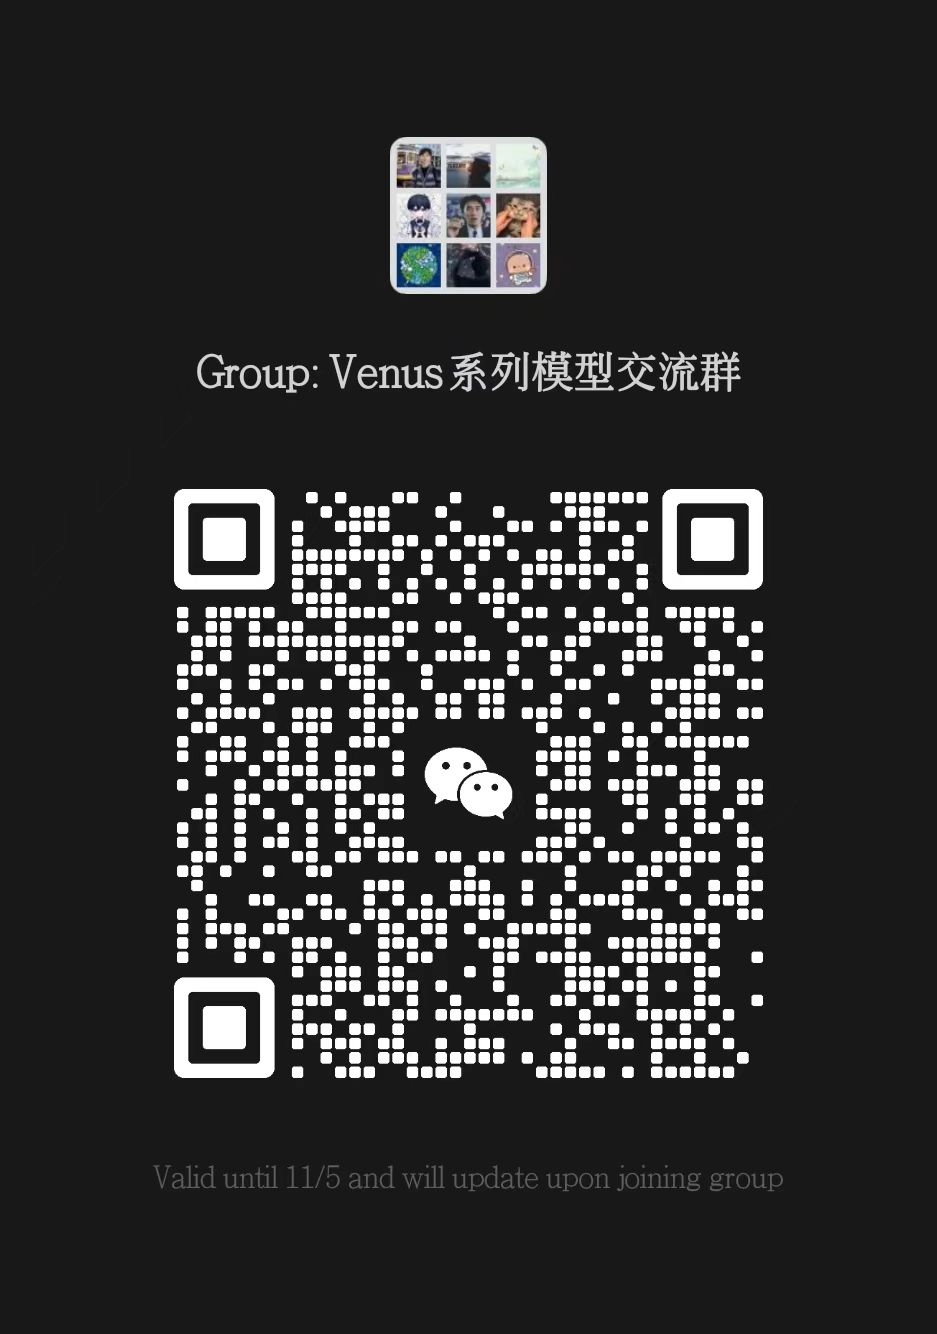 Group: Venus系列模型交流群
Valid until 11/5 and will update upon joining group